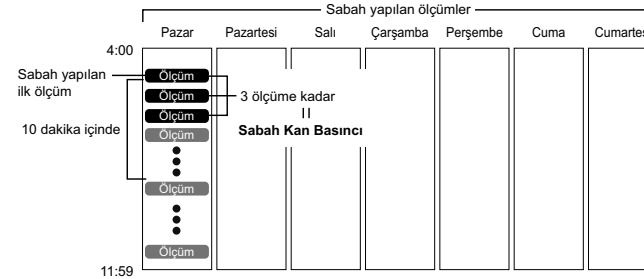 Sabah yapılan ölçümler
Pazar Pazartesi Salı Çarşamba Perşembe Cuma Cumartes
4:00
Sabah yapılan
ilk ölçüm
10 dakika içinde
Ölçüm
Ölçüm
Ölçüm
Ölçüm
Ölçüm
Ölçüm
3 ölçüme kadar
Sabah Kan Basıncı
11:59